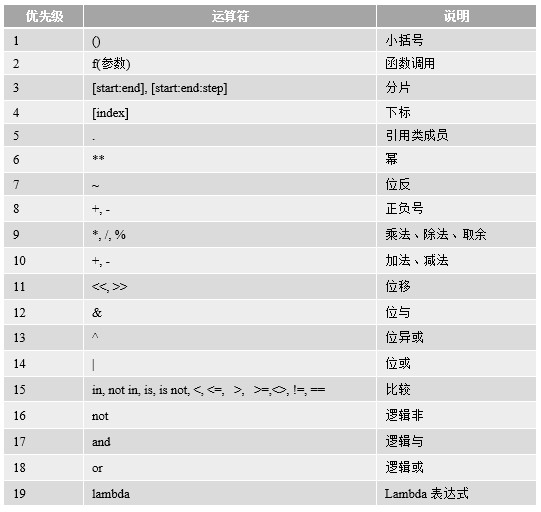 优先级 运算符 说明
1 () 小括号
2 f(参数) 函数调用
3 [start:end], [start:end:step] 分片
4 [index] 下标
5 . 引用类成员
6 ** 幂
7 ~ 位反
8 +, - 正负号
9 *, /, % 乘法、除法、取余
10 +, - 加法、减法
11 <<, >> 位移
12 & 位与
13 ^ 位异或
14 | 位或
15 in, not in, is, is not, <, <=, >, >=,<>, !=, == 比较
16 not 逻辑非
17 and 逻辑与
18 or 逻辑或
19 lambda Lambda 表达式